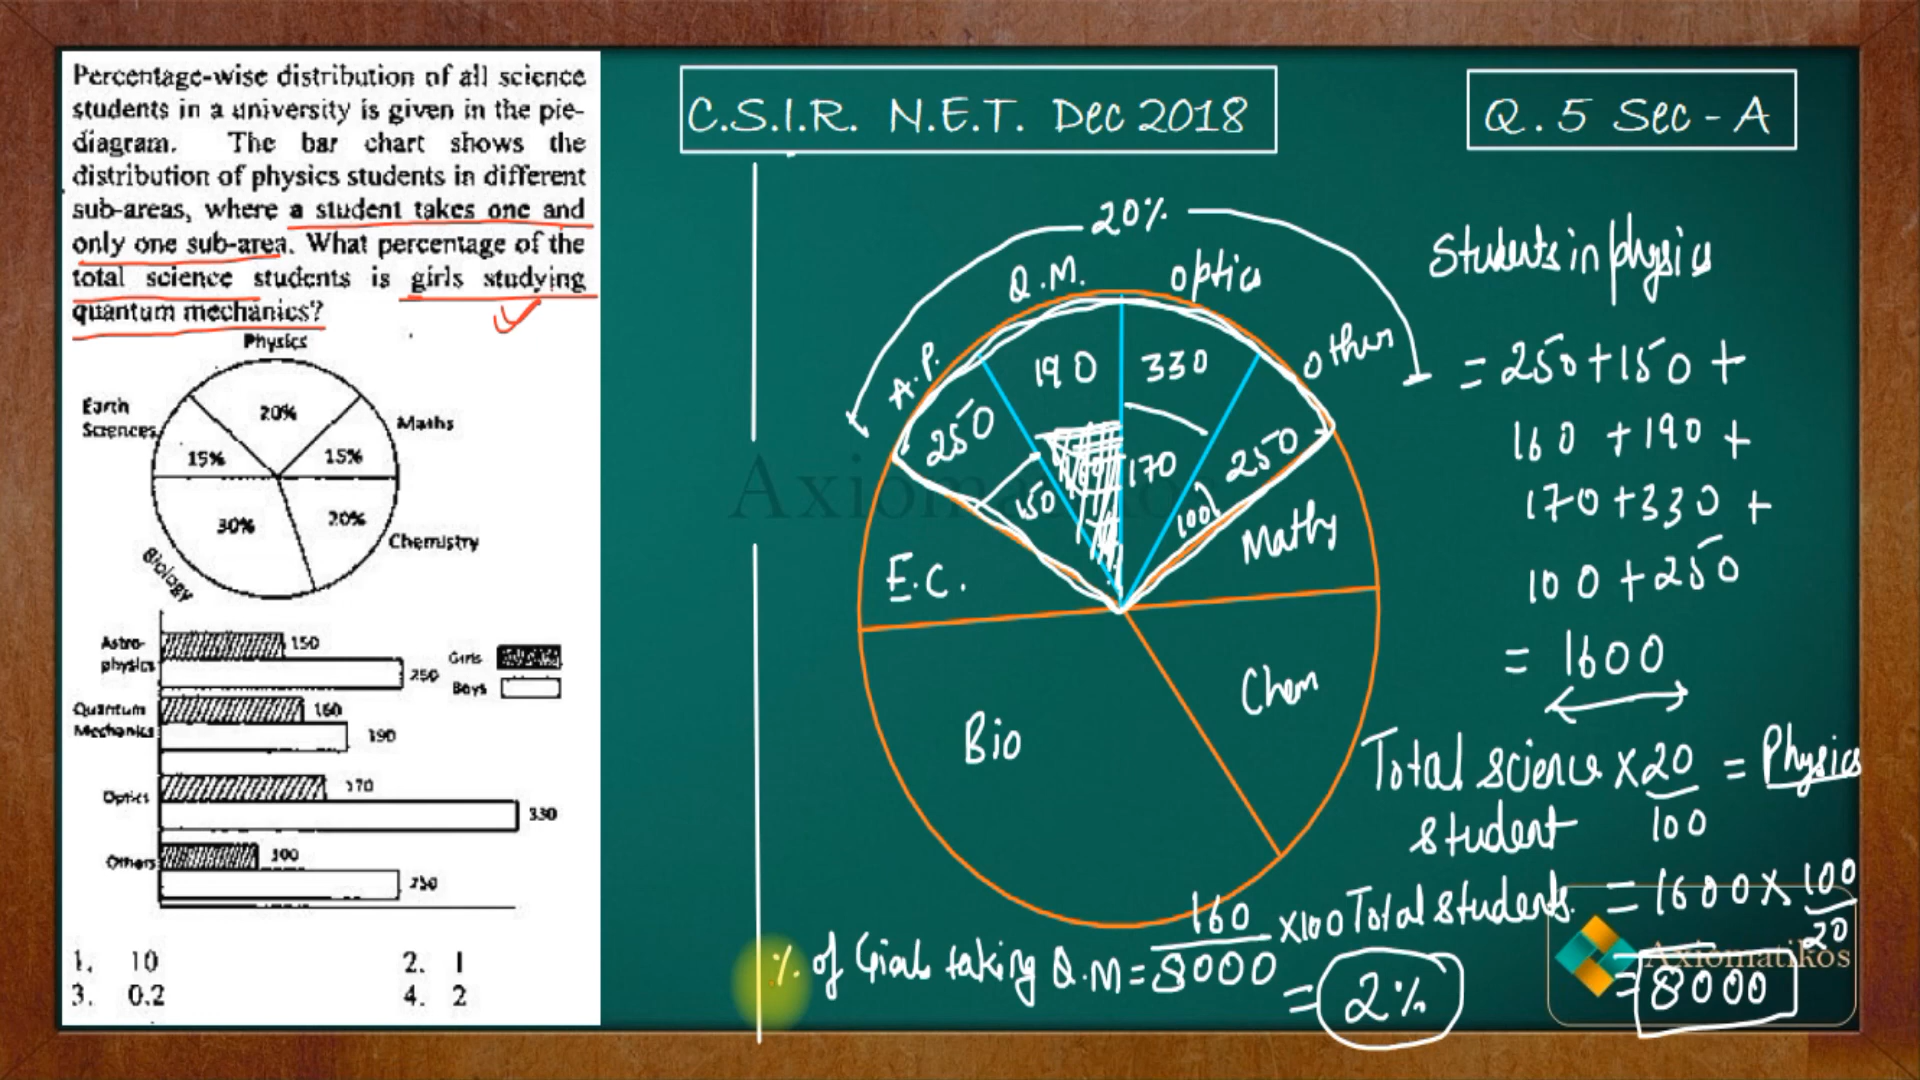 Percentage-wise distribution of all science
students in a university is given in the pie-
diagram. The bar chart shows the
distribution of physics students in different
sub-areas, where a student takes one and
only one sub-area. What percentage of the
total science students is girls studying
quantum mechanics?
Physics
Earth
Sciences
20%
Maths
15%
15%
30%
20%
Chemistry
Biology
Astro-
physics
150
250
Girls
Boys
Quantum
Mechanics
160
190
Optics
170
330
Others
100
250
1. 10
2. 1
3. 0.2
4. 2
C.S.I.R. N.E.T. Dec 2018
Q.5 Sec-A
20%
Q.M.
optics
A.P.
Others
190
330
250
150
170
250
100
E.C.
Maths
Bio
Chem
Axiomatikos
Students in physics
= 250+150+
160+190+
170+330+
100+250
= 1600
Total science × 20/100 = Physics
student
Total students = 1600 × 100/20
= 8000
% of Girls taking Q.M = 160/8000 ×100
= 2%
Axiomatikos